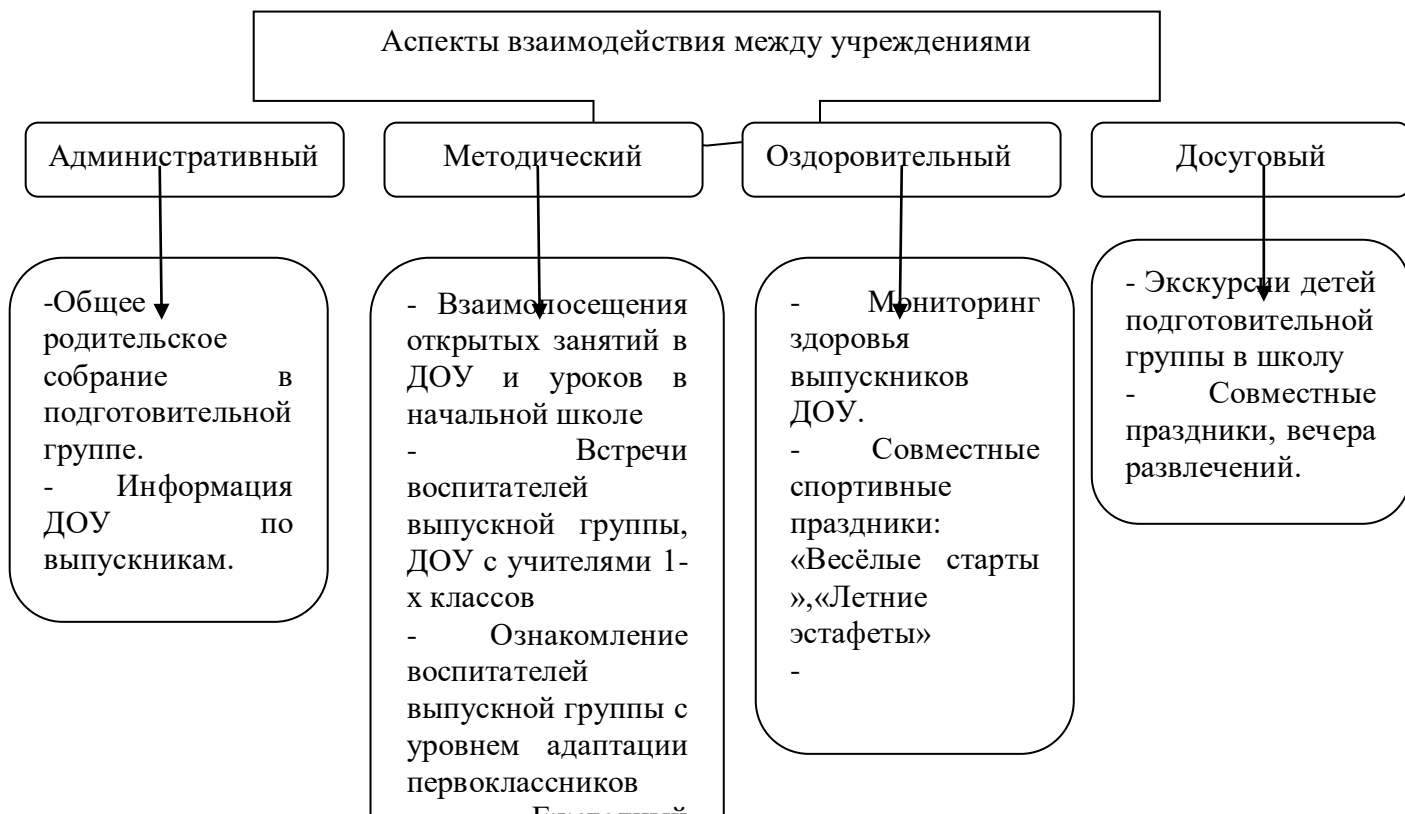 Аспекты взаимодействия между учреждениями
Административный
Методический
Оздоровительный
Досуговый
-Общее
родительское
собрание в
подготовительной
группе.
- Информация
ДОУ по
выпускникам.
- Взаимопосещения
открытых занятий в
ДОУ и уроков в
начальной школе
- Встречи
воспитателей
выпускной группы,
ДОУ с учителями 1-
х классов
- Ознакомление
воспитателей
выпускной группы с
уровнем адаптации
первоклассников
- Мониторинг
здоровья
выпускников
ДОУ.
- Совместные
спортивные
праздники:
«Весёлые старты
»,«Летние
эстафеты»
-
- Экскурсии детей
подготовительной
группы в школу
- Совместные
праздники, вечера
развлечений.